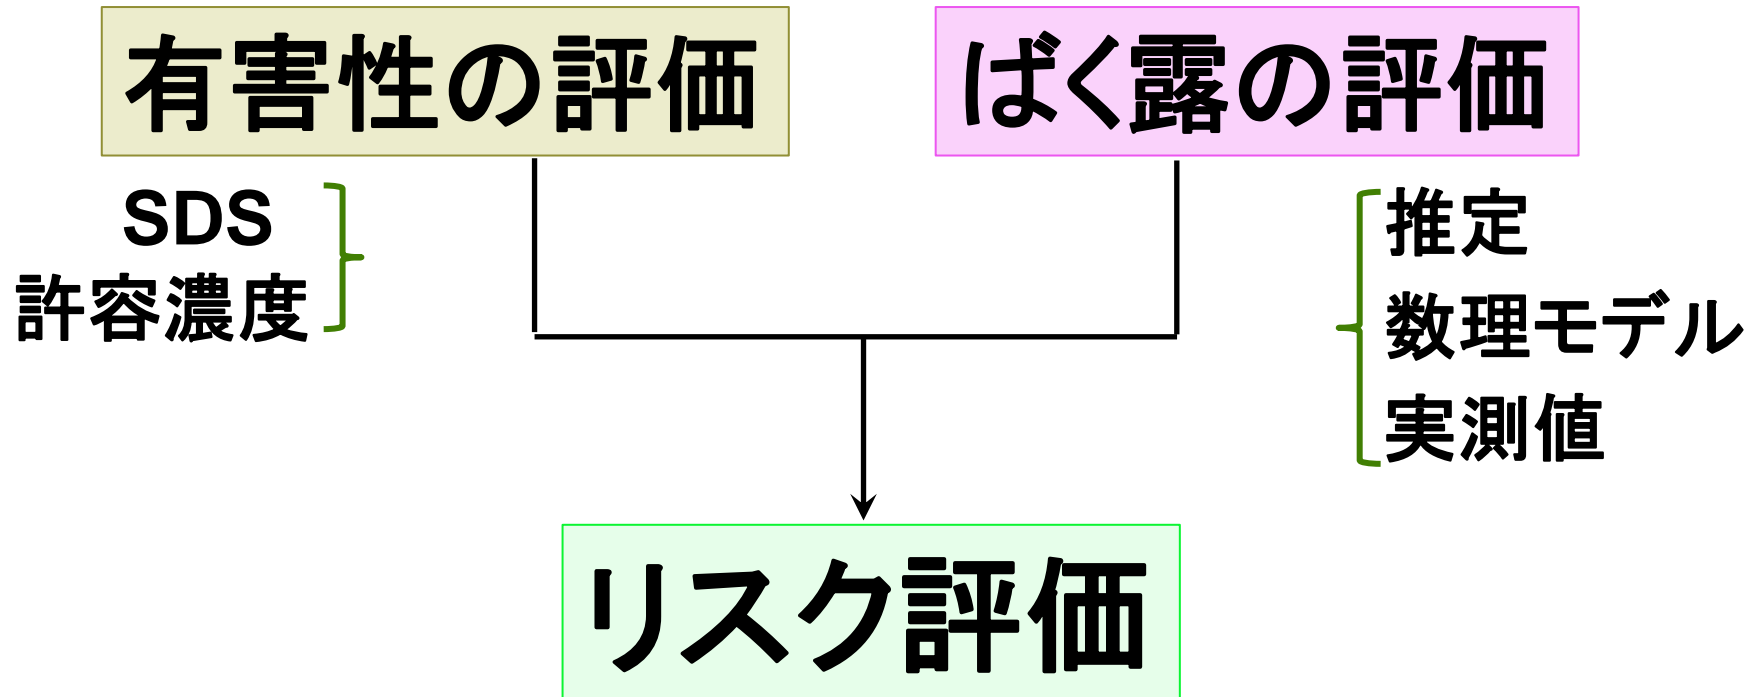 有害性の評価
ばく露の評価
SDS
許容濃度
推定
数理モデル
実測値
リスク評価